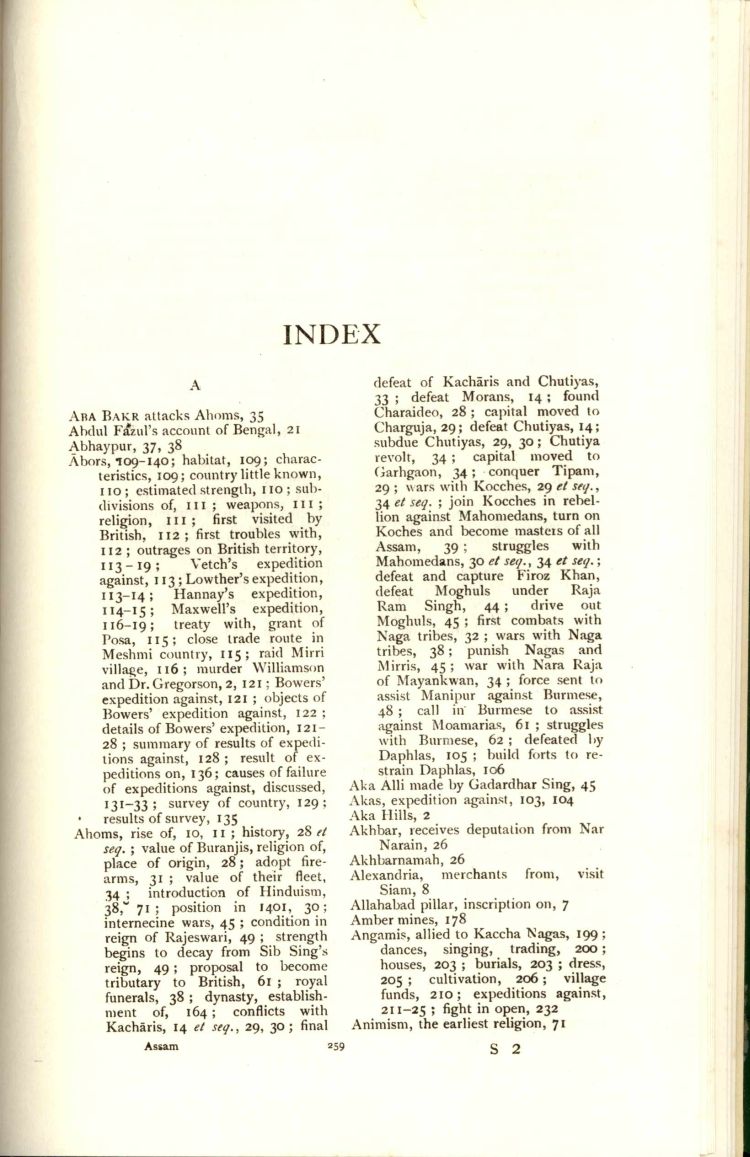 INDEX
A
ABA BAKR attacks Ahoms, 35
Abdul Fazul's account of Bengal, 21
Abhaypur, 37, 38
Ābors, 109-140; habitat, 109; charac-
teristics, 109; country little known,
110; estimated strength, 110; sub-
divisions of, 111; weapons, 111;
religion, 111; first visited by
British, 112; first troubles with,
112; outrages on British territory,
113-19; Vetch's expedition
against, 113; Lowther's expedition,
113-14; Hannay's expedition,
114-15; Maxwell's expedition,
116-19; treaty with, grant of
Posa, 115; close trade route in
Meshmi country, 115; raid Mirri
village, 116; murder Williamson
and Dr. Gregorson, 2, 121; Bowers'
expedition against, 121; objects of
Bowers' expedition against, 122;
details of Bowers' expedition, 121-
28; summary of results of expedi-
tions against, 128; result of ex-
peditions on, 136; causes of failure
of expeditions against, discussed,
131-33; survey of country, 129;
results of survey, 135
Ahoms, rise of, 10, 11; history, 28 et
seq.; value of Buranjis, religion of,
place of origin, 28; adopt fire-
arms, 31; value of their fleet,
34; introduction of Hinduism,
38, 71; position in 1401, 30;
internecine wars, 45; condition in
reign of Rajeswari, 49; strength
begins to decay from Sib Sing's
reign, 49; proposal to become
tributary to British, 61; royal
funerals, 38; dynasty, establish-
ment of, 164; conflicts with
Kachāris, 14 et seq., 29, 30; final
defeat of Kachāris and Chutiyas,
33; defeat Morans, 14; found
Charaideo, 28; capital moved to
Charguja, 29; defeat Chutiyas, 14;
subdue Chutiyas, 29, 30; Chutiya
revolt, 34; capital moved to
Garhgaon, 34; conquer Tipam,
29; wars with Kocches, 29 et seq.,
34 et seq.; join Kocches in rebel-
lion against Mahomedans, turn on
Koches and become masters of all
Assam, 39; struggles with
Mahomedans, 30 et seq., 34 et seq.;
defeat and capture Firoz Khan,
defeat Moghuls under Raja
Ram Singh, 44; drive out
Moghuls, 45; first combats with
Naga tribes, 32; wars with Naga
tribes, 38; punish Nagas and
Mirris, 45; war with Nara Raja
of Mayankwan, 34; force sent to
assist Manipur against Burmese,
48; call in Burmese to assist
against Moamarias, 61; struggles
with Burmese, 62; defeated by
Daphlas, 105; build forts to re-
strain Daphlas, 106
Aka Alli made by Gadardhar Sing, 45
Akas, expedition against, 103, 104
Aka Hills, 2
Akhbar, receives deputation from Nar
Narain, 26
Akhbarnamah, 26
Alexandria, merchants from, visit
Siam, 8
Allahabad pillar, inscription on, 7
Amber mines, 178
Angamis, allied to Kaccha Nagas, 199;
dances, singing, trading, 200;
houses, 203; burials, 203; dress,
205; cultivation, 206; village
funds, 210; expeditions against,
211-25; fight in open, 232
Animism, the earliest religion, 71
Assam
259
S 2